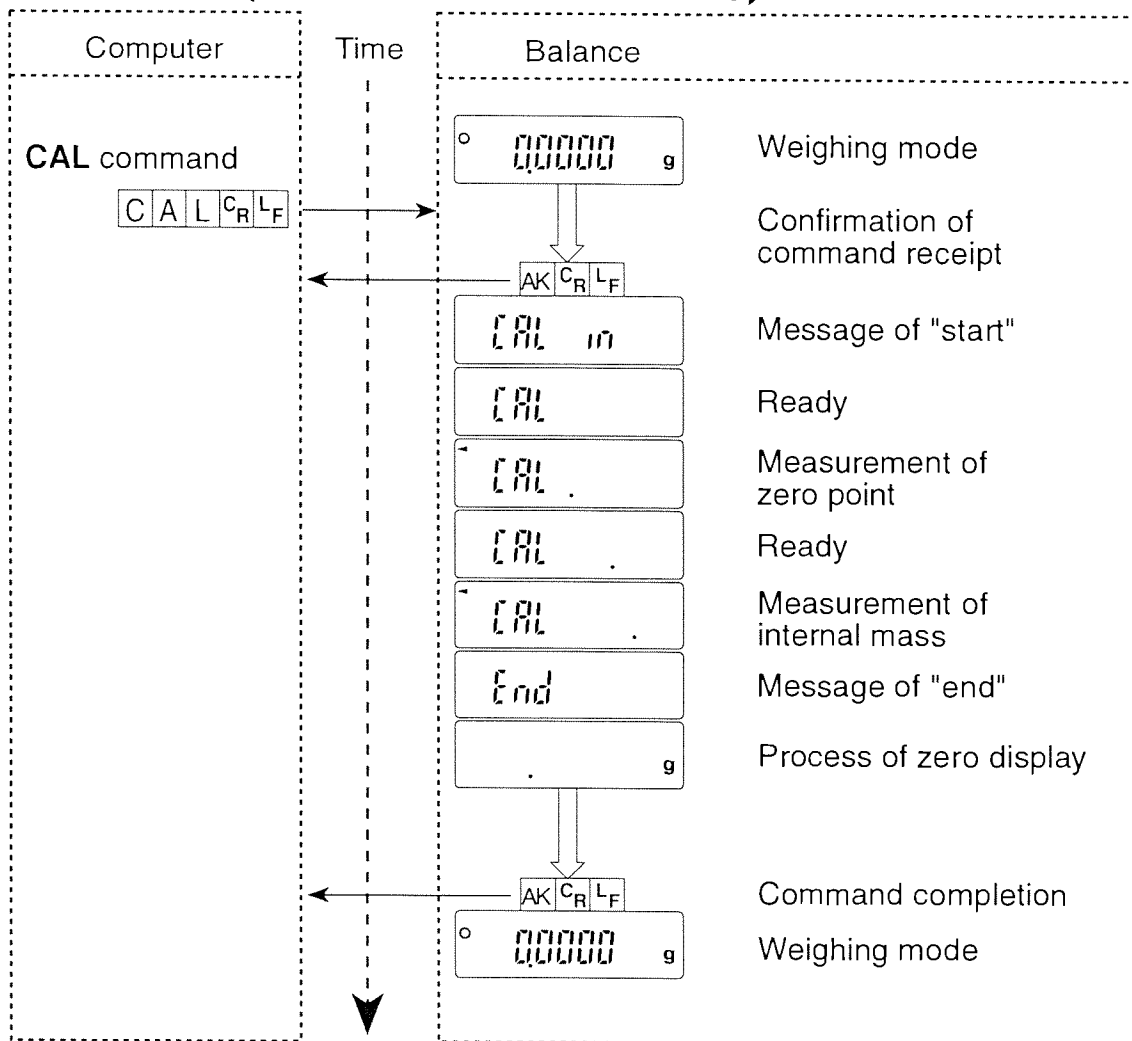 Computer Time Balance
0.0000 g Weighing mode
CAL command
C A L CR LF
Confirmation of
command receipt
AK CR LF
CAL in Message of "start"
CAL Ready
CAL . Measurement of
zero point
CAL . Ready
CAL . Measurement of
internal mass
End Message of "end"
. g Process of zero display
AK CR LF Command completion
0.0000 g Weighing mode